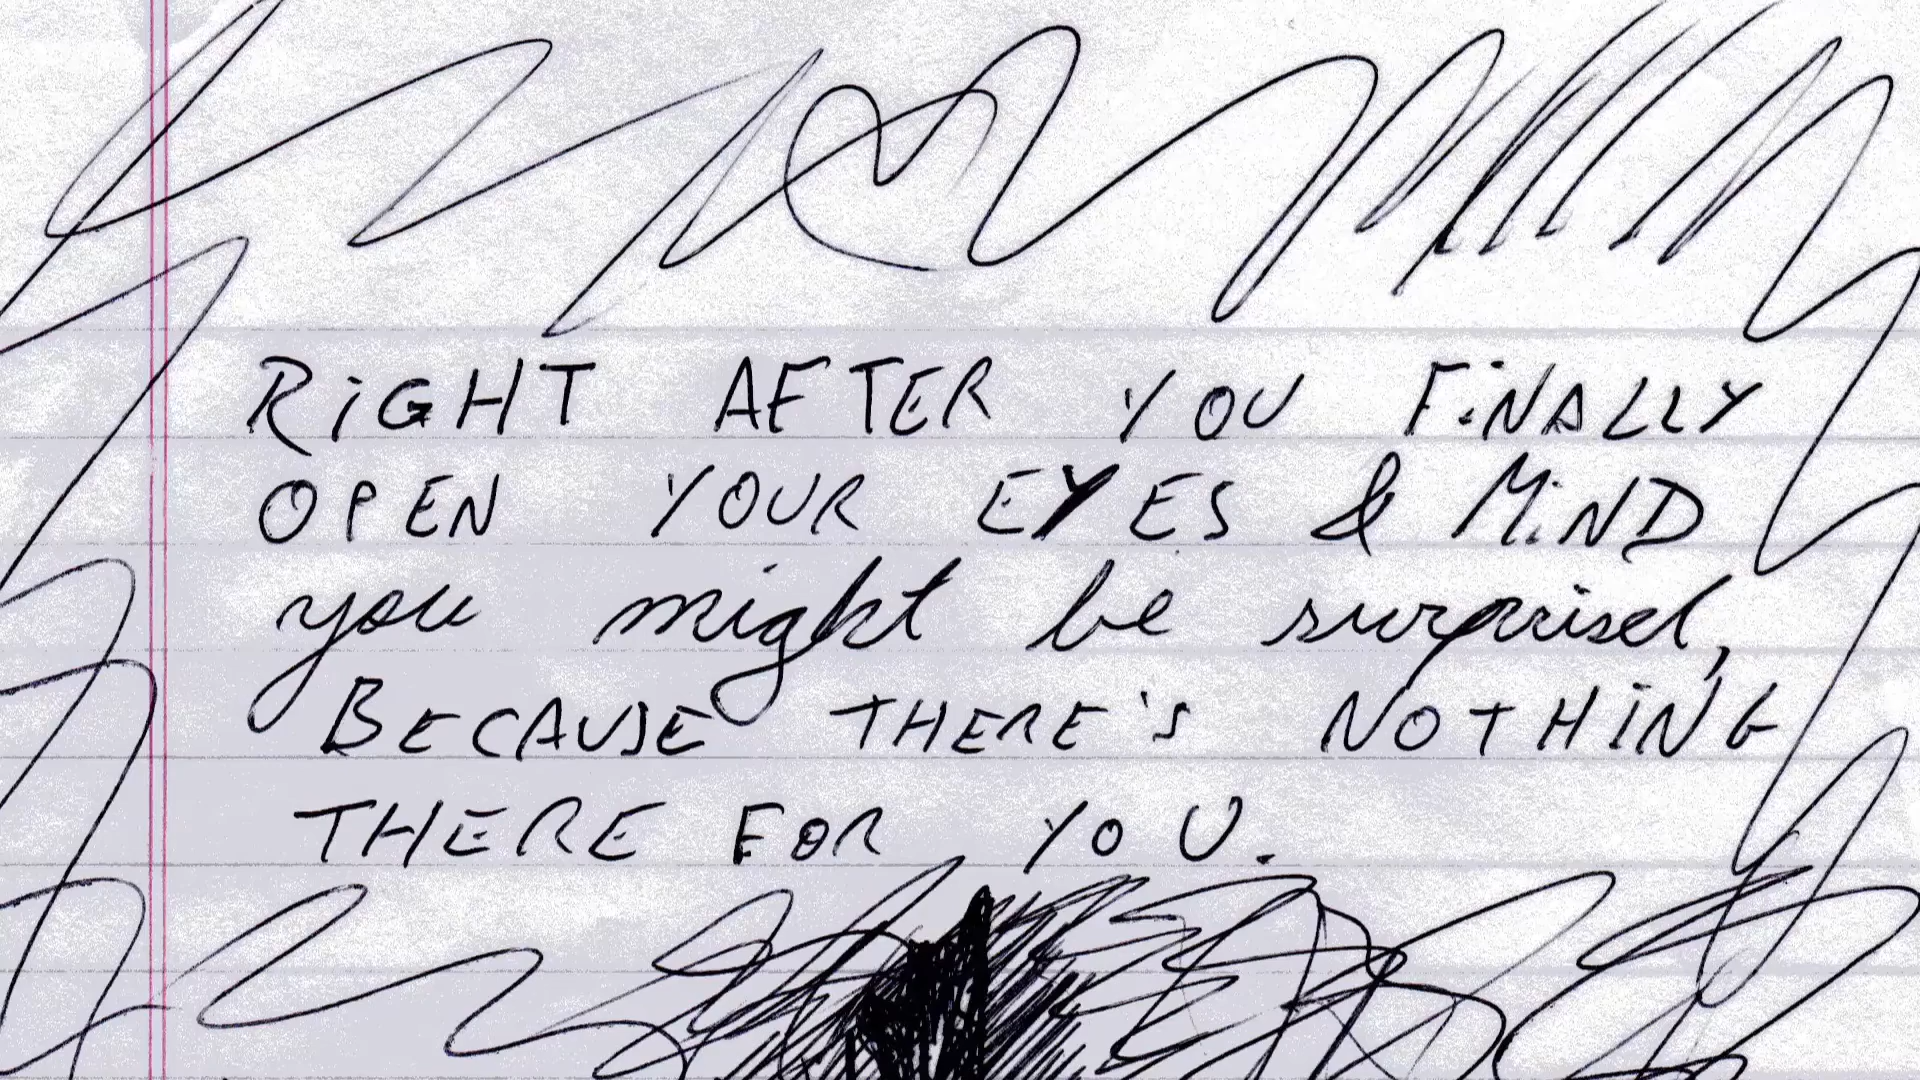 RiGHT AFTER YOU FiNALLY
OPEN YOUR EYES & MiND
you might be surprised,
BECAUSE THERE'S NOTHiNG
THERE FOR YOU.